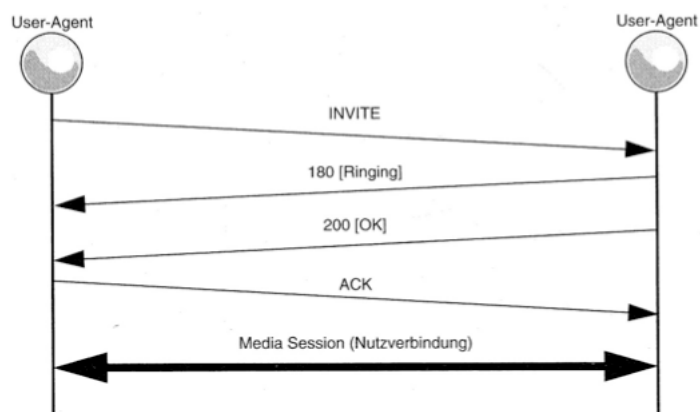 User-Agent
User-Agent
INVITE
180 [Ringing]
200 [OK]
ACK
Media Session (Nutzverbindung)